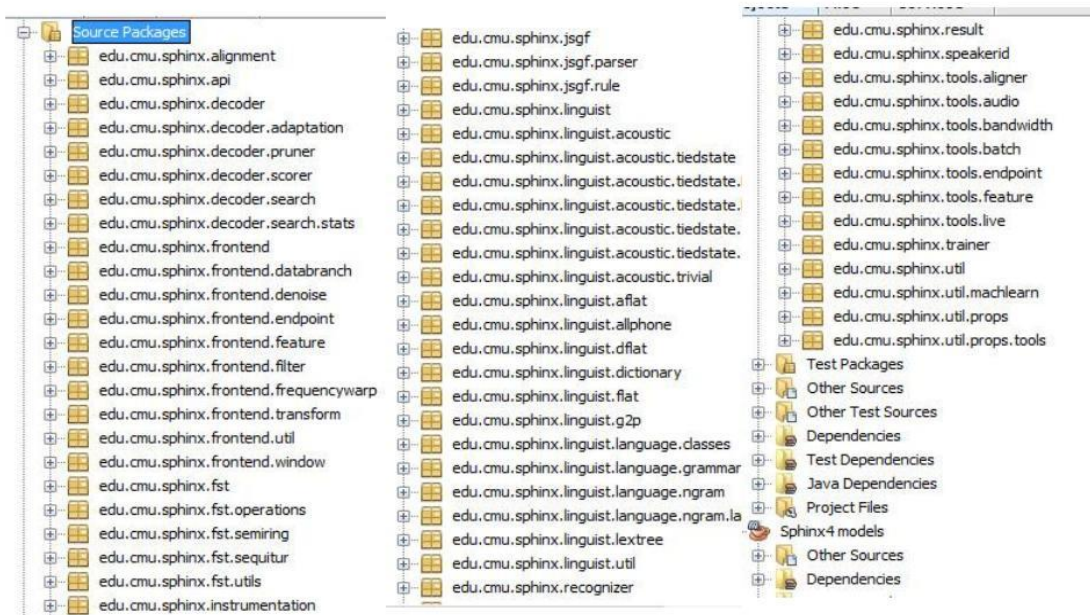 Source Packages
edu.cmu.sphinx.alignment
edu.cmu.sphinx.api
edu.cmu.sphinx.decoder
edu.cmu.sphinx.decoder.adaptation
edu.cmu.sphinx.decoder.pruner
edu.cmu.sphinx.decoder.scorer
edu.cmu.sphinx.decoder.search
edu.cmu.sphinx.decoder.search.stats
edu.cmu.sphinx.frontend
edu.cmu.sphinx.frontend.databranch
edu.cmu.sphinx.frontend.denoise
edu.cmu.sphinx.frontend.endpoint
edu.cmu.sphinx.frontend.feature
edu.cmu.sphinx.frontend.filter
edu.cmu.sphinx.frontend.frequencywarp
edu.cmu.sphinx.frontend.transform
edu.cmu.sphinx.frontend.util
edu.cmu.sphinx.frontend.window
edu.cmu.sphinx.fst
edu.cmu.sphinx.fst.operations
edu.cmu.sphinx.fst.semiring
edu.cmu.sphinx.fst.sequitur
edu.cmu.sphinx.fst.utils
edu.cmu.sphinx.instrumentation
edu.cmu.sphinx.jsgf
edu.cmu.sphinx.jsgf.parser
edu.cmu.sphinx.jsgf.rule
edu.cmu.sphinx.linguist
edu.cmu.sphinx.linguist.acoustic
edu.cmu.sphinx.linguist.acoustic.tiedstate
edu.cmu.sphinx.linguist.acoustic.tiedstate.
edu.cmu.sphinx.linguist.acoustic.tiedstate.
edu.cmu.sphinx.linguist.acoustic.tiedstate.
edu.cmu.sphinx.linguist.acoustic.tiedstate.
edu.cmu.sphinx.linguist.acoustic.trivial
edu.cmu.sphinx.linguist.aflat
edu.cmu.sphinx.linguist.allphone
edu.cmu.sphinx.linguist.dflat
edu.cmu.sphinx.linguist.dictionary
edu.cmu.sphinx.linguist.flat
edu.cmu.sphinx.linguist.g2p
edu.cmu.sphinx.linguist.language.classes
edu.cmu.sphinx.linguist.language.grammar
edu.cmu.sphinx.linguist.language.ngram
edu.cmu.sphinx.linguist.language.ngram.la
edu.cmu.sphinx.linguist.lextree
edu.cmu.sphinx.linguist.util
edu.cmu.sphinx.recognizer
edu.cmu.sphinx.result
edu.cmu.sphinx.speakerid
edu.cmu.sphinx.tools.aligner
edu.cmu.sphinx.tools.audio
edu.cmu.sphinx.tools.bandwidth
edu.cmu.sphinx.tools.batch
edu.cmu.sphinx.tools.endpoint
edu.cmu.sphinx.tools.feature
edu.cmu.sphinx.tools.live
edu.cmu.sphinx.trainer
edu.cmu.sphinx.util
edu.cmu.sphinx.util.machlearn
edu.cmu.sphinx.util.props
edu.cmu.sphinx.util.props.tools
Test Packages
Other Sources
Other Test Sources
Dependencies
Test Dependencies
Java Dependencies
Project Files
Sphinx4 models
Other Sources
Dependencies